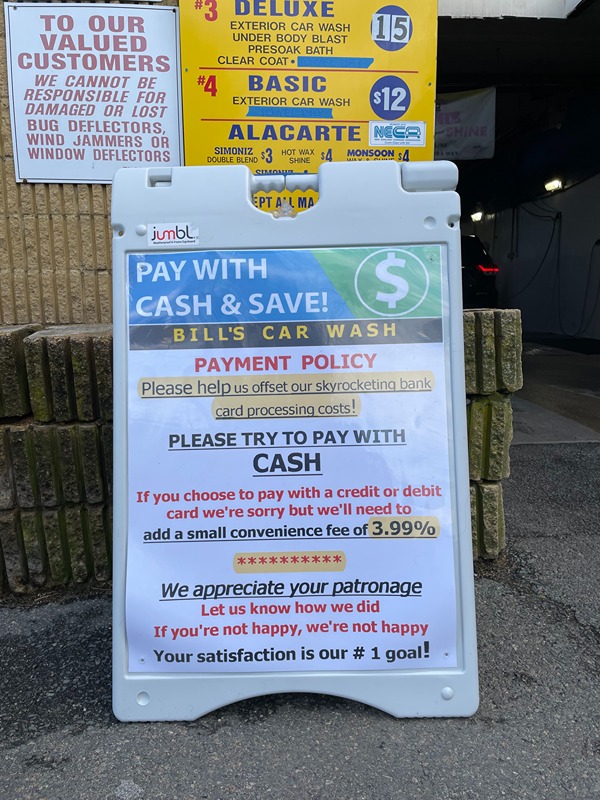 TO OUR
VALUED
CUSTOMERS
WE CANNOT BE
RESPONSIBLE FOR
DAMAGED OR LOST
BUG DEFLECTORS,
WIND JAMMERS OR
WINDOW DEFLECTORS
#3 DELUXE 15
EXTERIOR CAR WASH
UNDER BODY BLAST
PRESOAK BATH
CLEAR COAT •
#4 BASIC $12
EXTERIOR CAR WASH
ALACARTE
SIMONIZ DOUBLE BLEND $3 HOT WAX SHINE $4 MONSOON $4
SHINE
jumbl
PAY WITH
CASH & SAVE!
$
BILL'S CAR WASH
PAYMENT POLICY
Please help us offset our skyrocketing bank
card processing costs!
PLEASE TRY TO PAY WITH
CASH
If you choose to pay with a credit or debit
card we're sorry but we'll need to
add a small convenience fee of 3.99%
**********
We appreciate your patronage
Let us know how we did
If you're not happy, we're not happy
Your satisfaction is our # 1 goal!